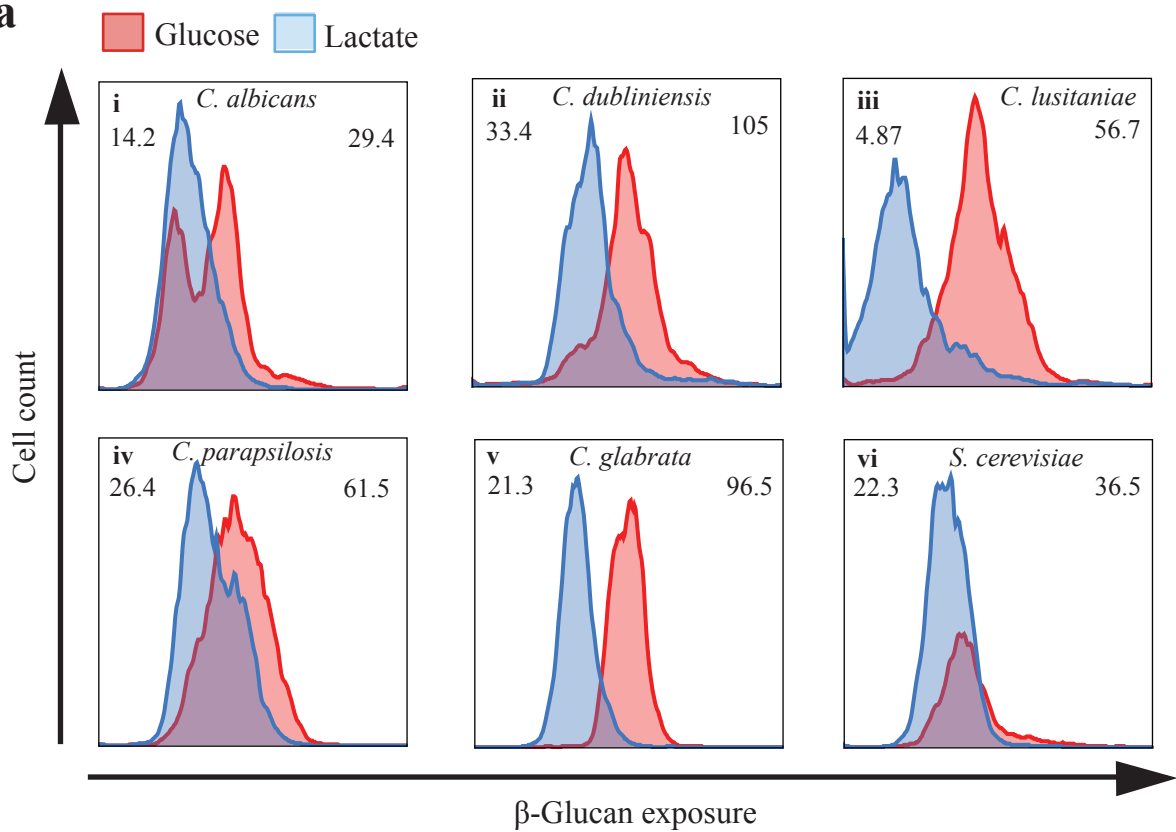 a
Glucose Lactate
i C. albicans
14.2 29.4
ii C. dubliniensis
33.4 105
iii C. lusitaniae
4.87 56.7
Cell count
iv C. parapsilosis
26.4 61.5
v C. glabrata
21.3 96.5
vi S. cerevisiae
22.3 36.5
β-Glucan exposure